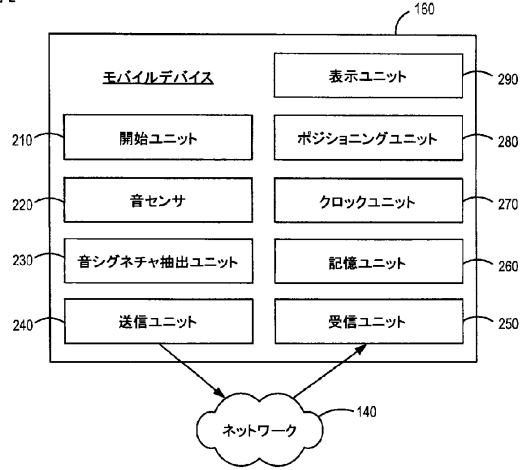 160
モバイルデバイス
表示ユニット
290
210
開始ユニット
ポジショニングユニット
280
220
音センサ
クロックユニット
270
230
音シグネチャ抽出ユニット
記憶ユニット
260
240
送信ユニット
受信ユニット
250
ネットワーク
140